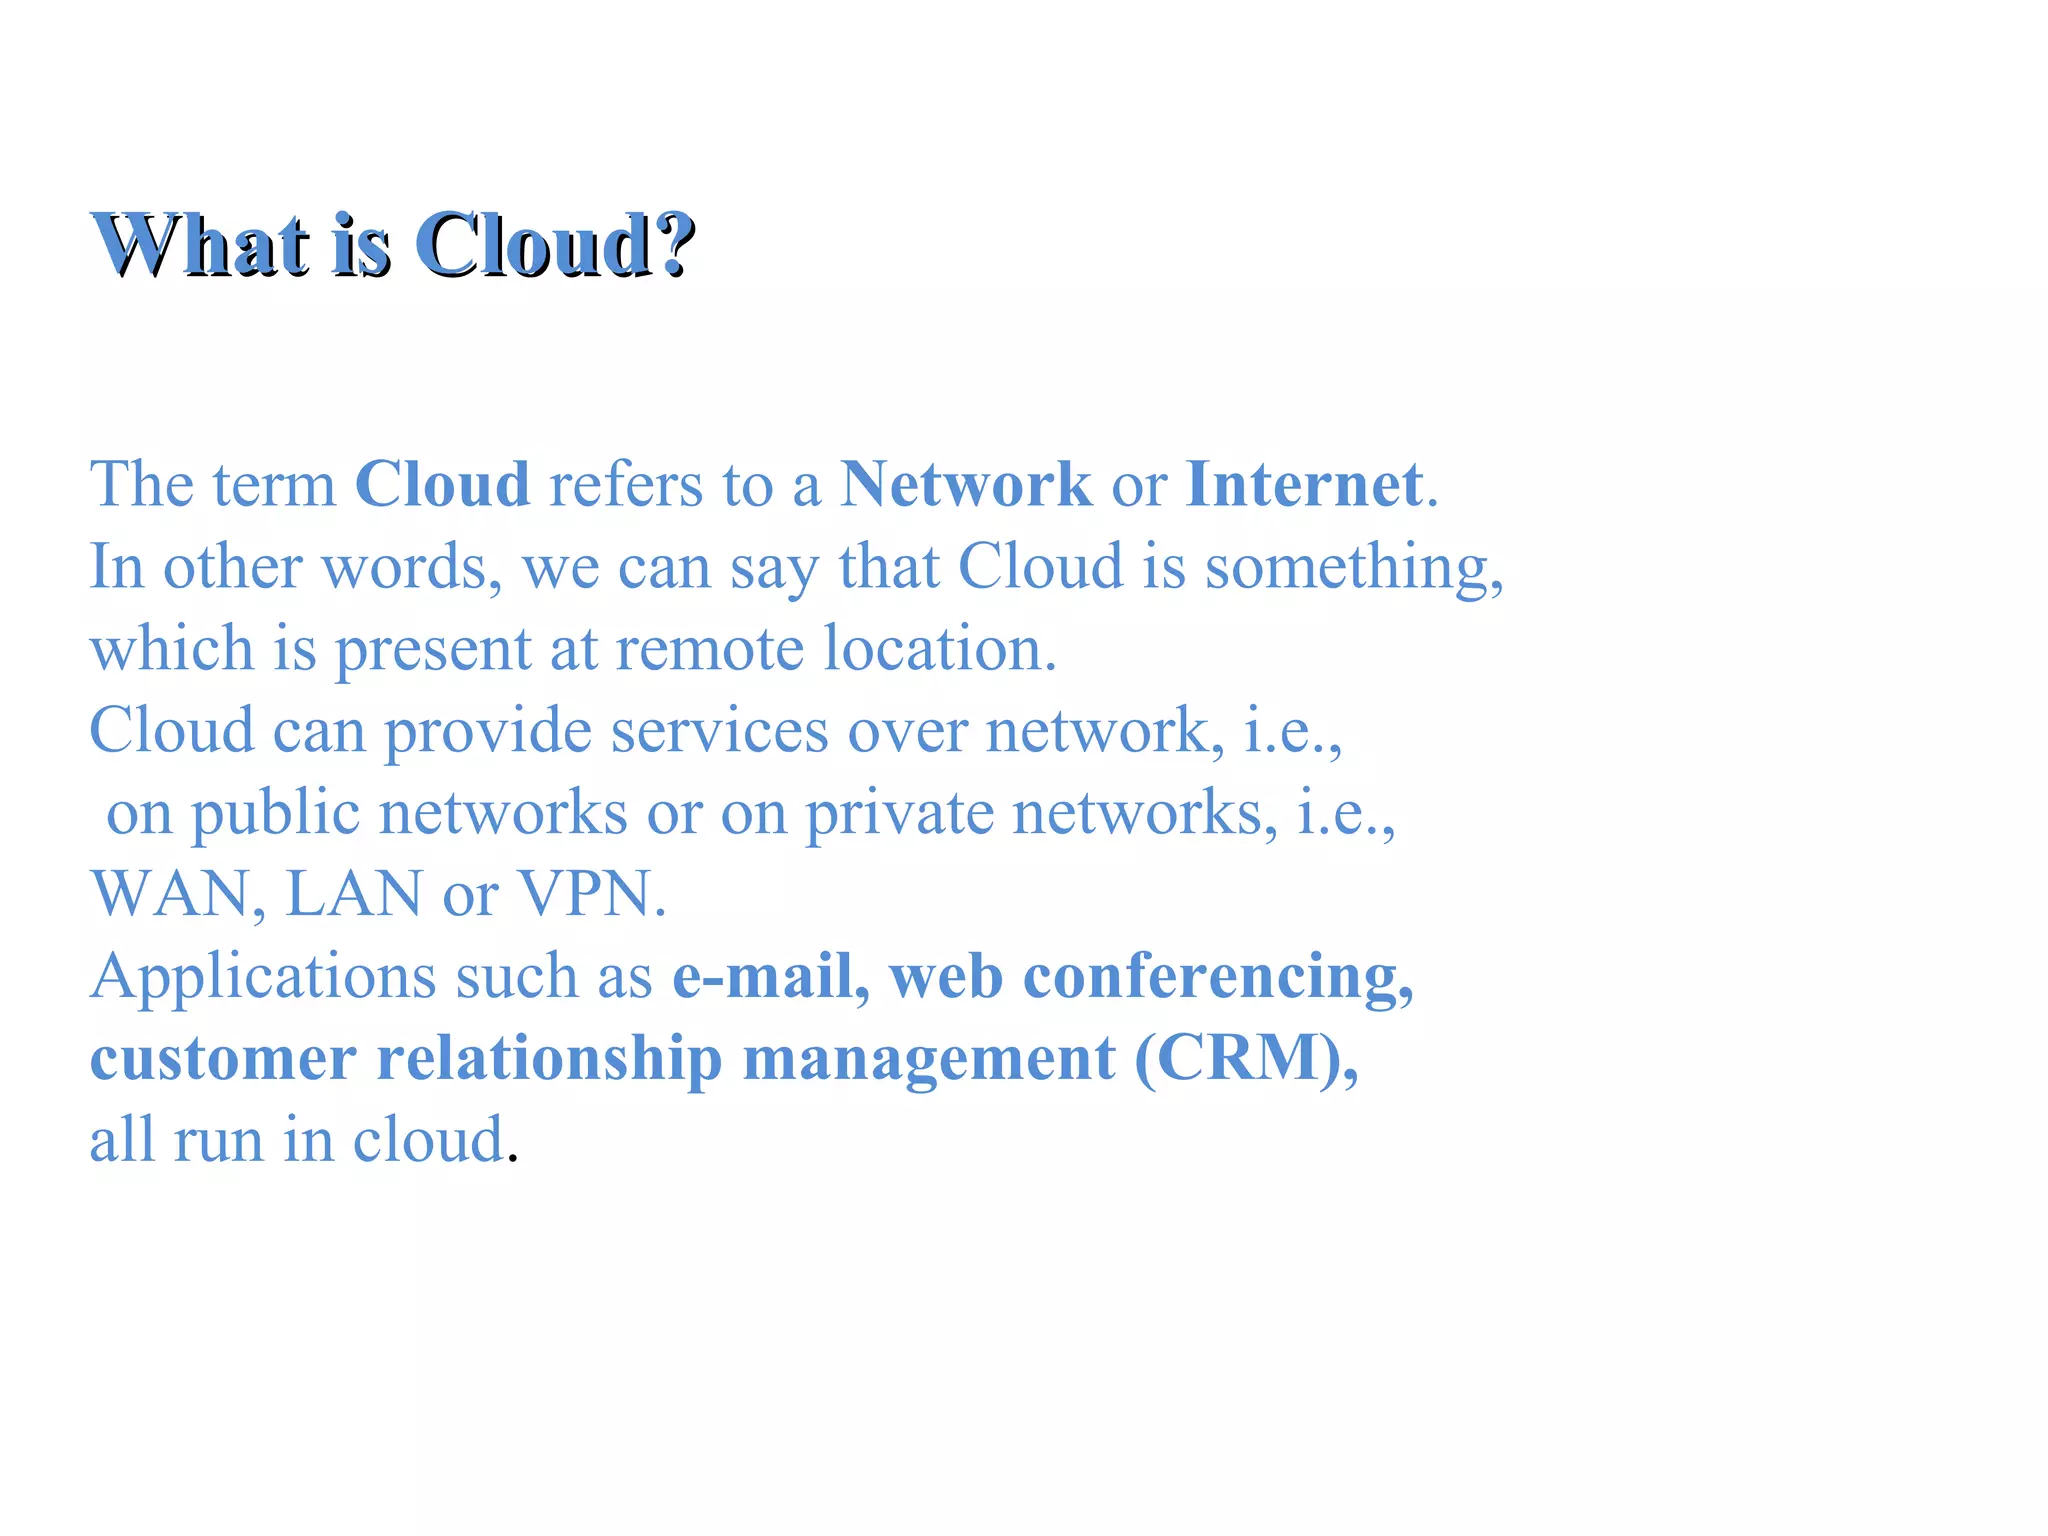 What is Cloud?
The term Cloud refers to a Network or Internet.
In other words, we can say that Cloud is something,
which is present at remote location.
Cloud can provide services over network, i.e.,
on public networks or on private networks, i.e.,
WAN, LAN or VPN.
Applications such as e-mail, web conferencing,
customer relationship management (CRM),
all run in cloud.